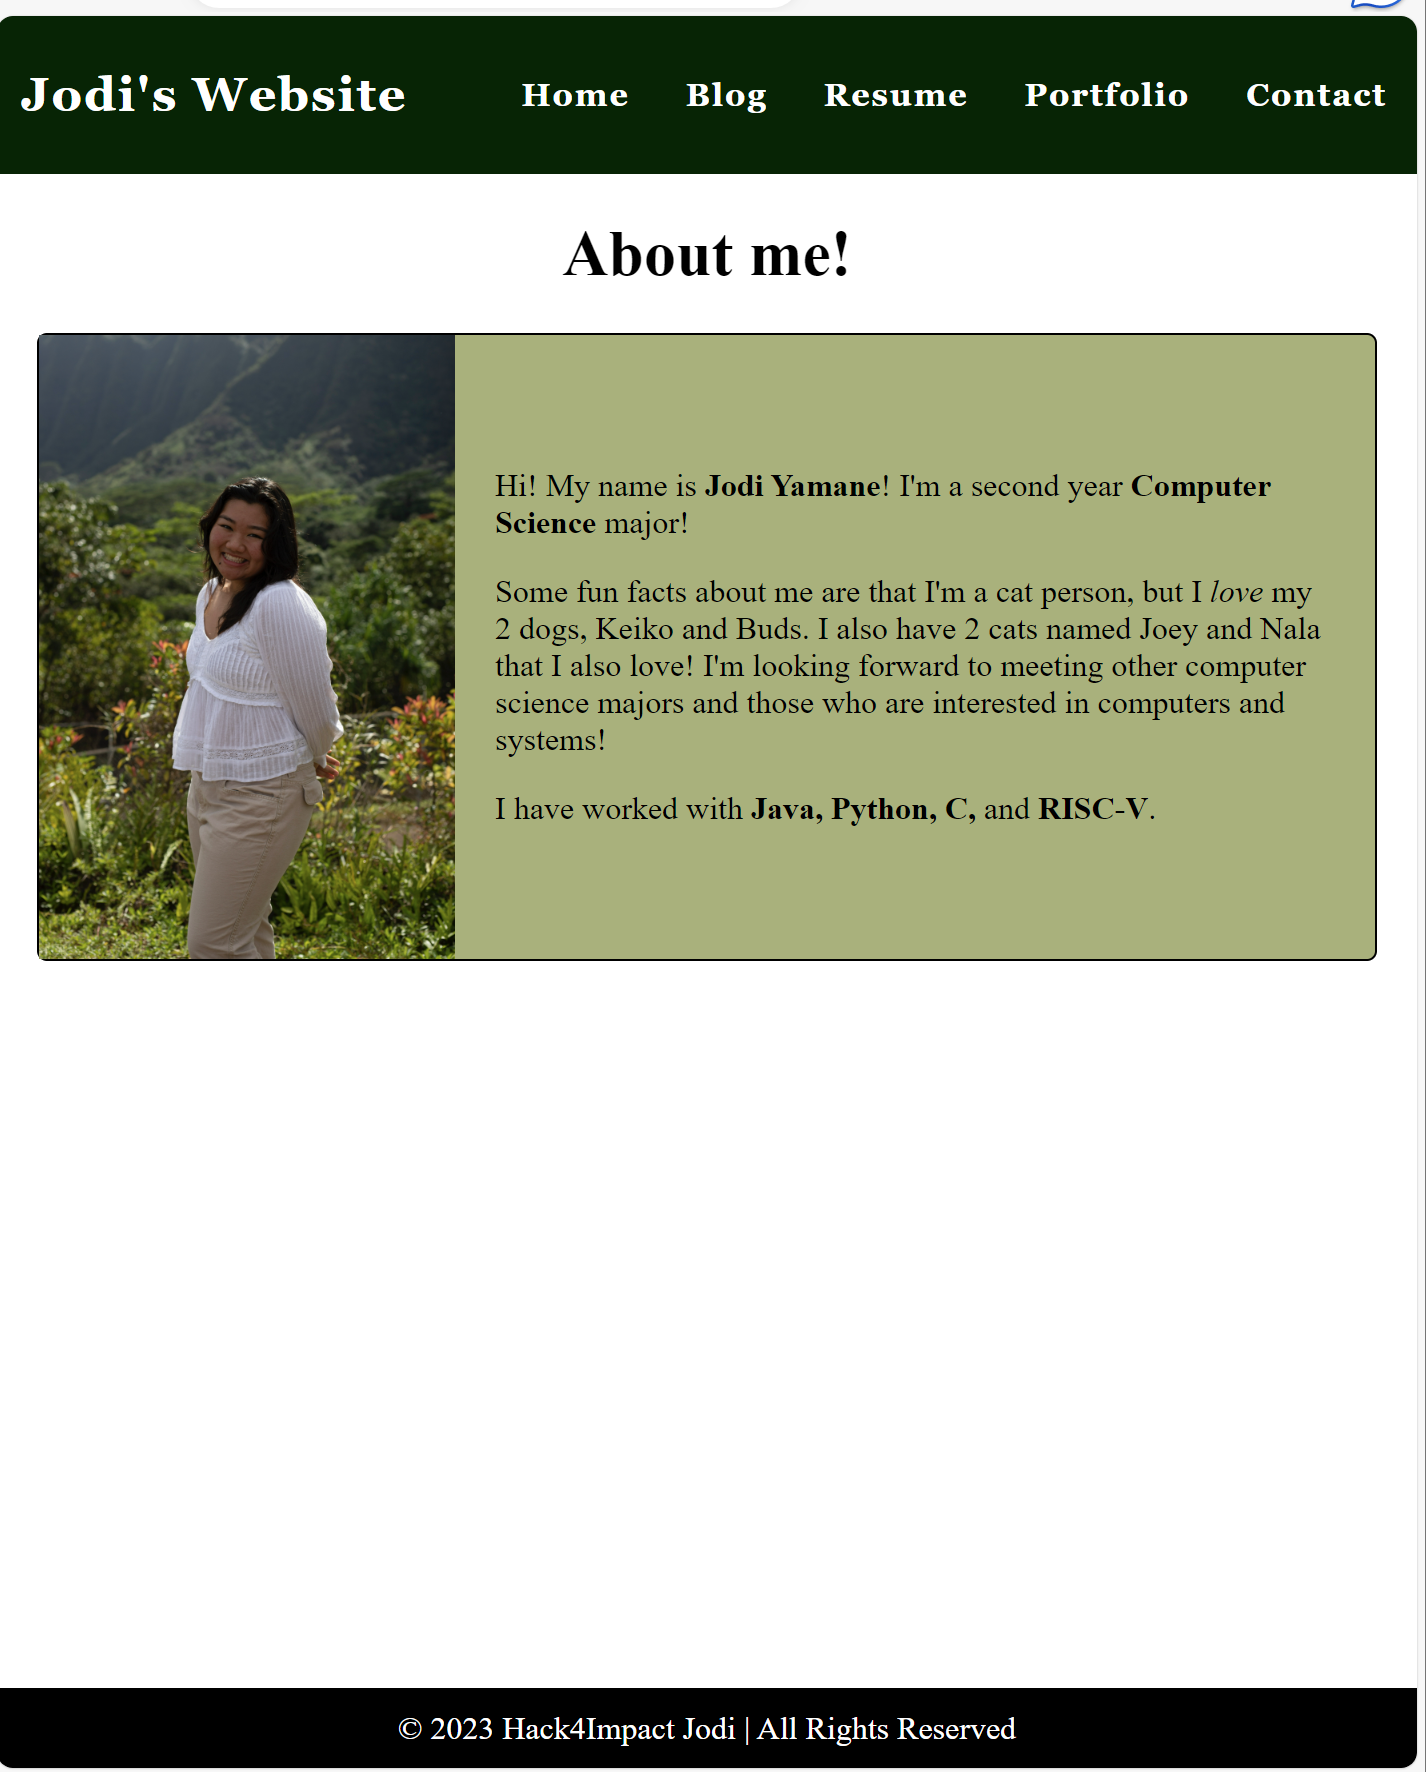 Jodi's Website
Home Blog Resume Portfolio Contact
About me!
Hi! My name is Jodi Yamane! I'm a second year Computer
Science major!
Some fun facts about me are that I'm a cat person, but I love my
2 dogs, Keiko and Buds. I also have 2 cats named Joey and Nala
that I also love! I'm looking forward to meeting other computer
science majors and those who are interested in computers and
systems!
I have worked with Java, Python, C, and RISC-V.
© 2023 Hack4Impact Jodi | All Rights Reserved